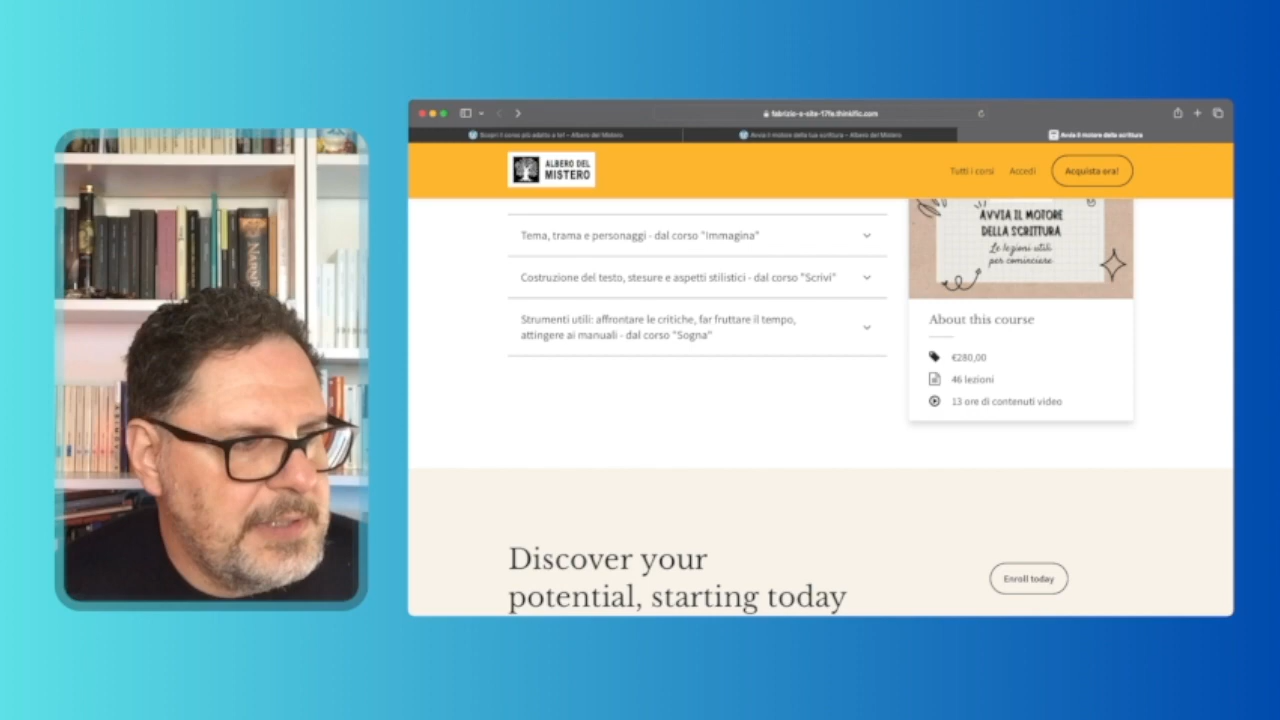 NARNIA
fabrizio-s-site-17fe.thinkific.com
Scopri il corso più adatto a te! – Albero del Mistero
Avvia il motore della tua scrittura – Albero del Mistero
Avvia il motore della scrittura
ALBERO DEL
MISTERO
Tutti i corsi
Accedi
Acquista ora!
Tema, trama e personaggi - dal corso "Immagina"
Costruzione del testo, stesure e aspetti stilistici - dal corso "Scrivi"
Strumenti utili: affrontare le critiche, far fruttare il tempo,
attingere ai manuali - dal corso "Sogna"
AVVIA IL MOTORE
DELLA SCRITTURA
Le lezioni utili
per cominciare
About this course
€280,00
46 lezioni
13 ore di contenuti video
Discover your
potential, starting today
Enroll today